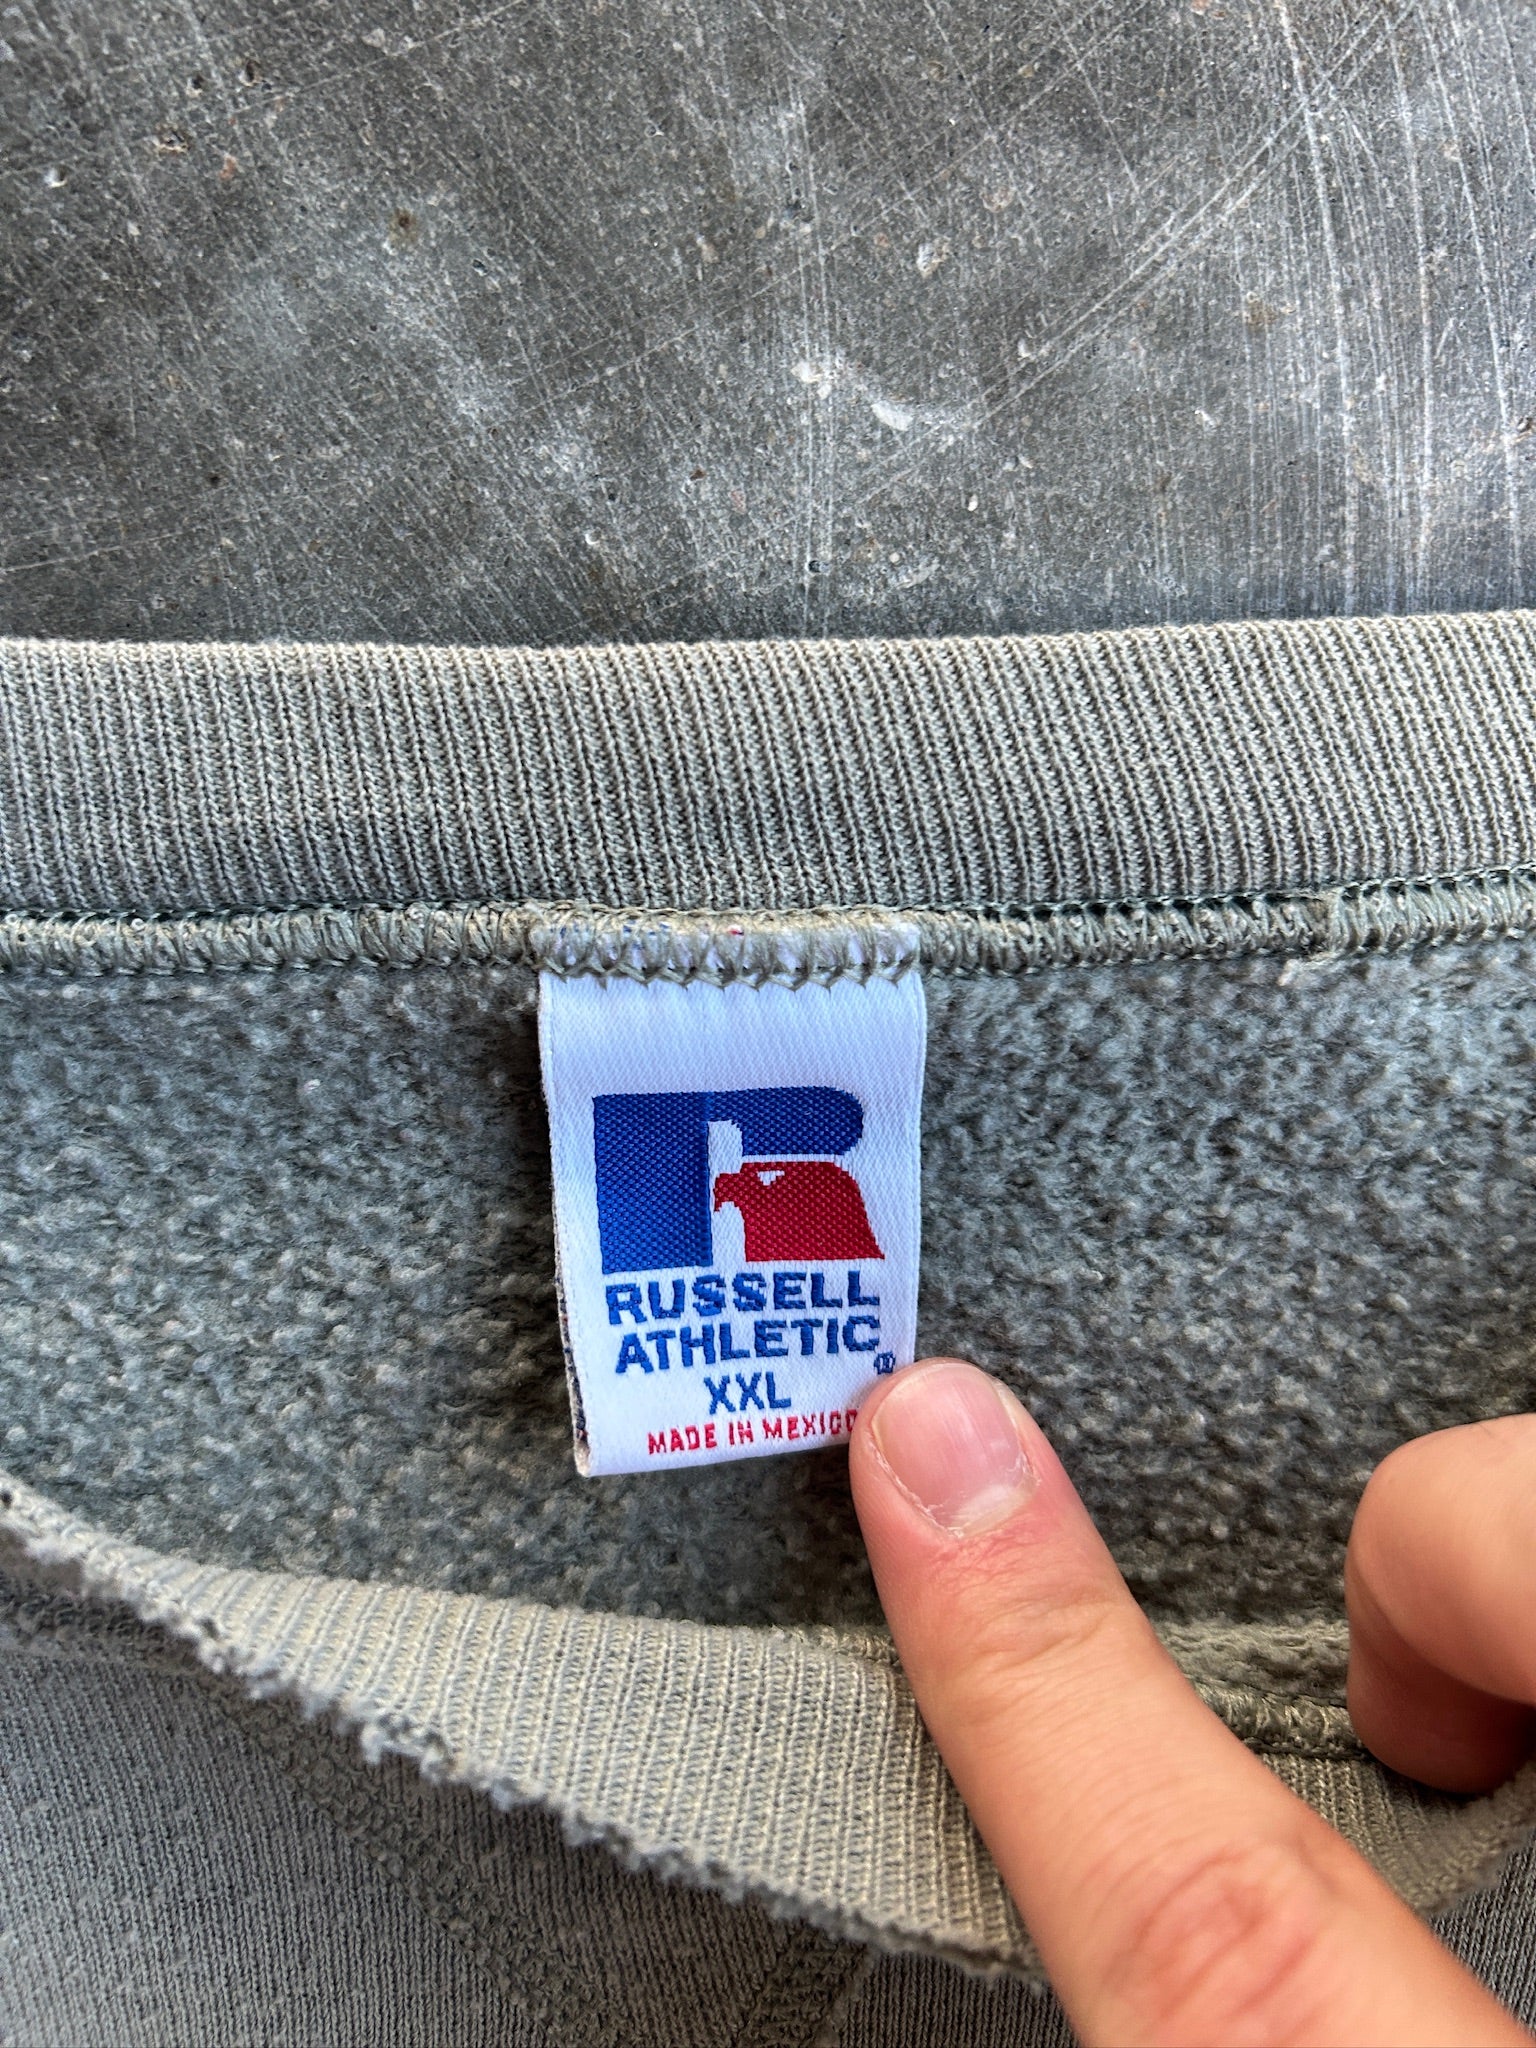 RUSSELL
ATHLETIC®
XXL
MADE IN MEXICO